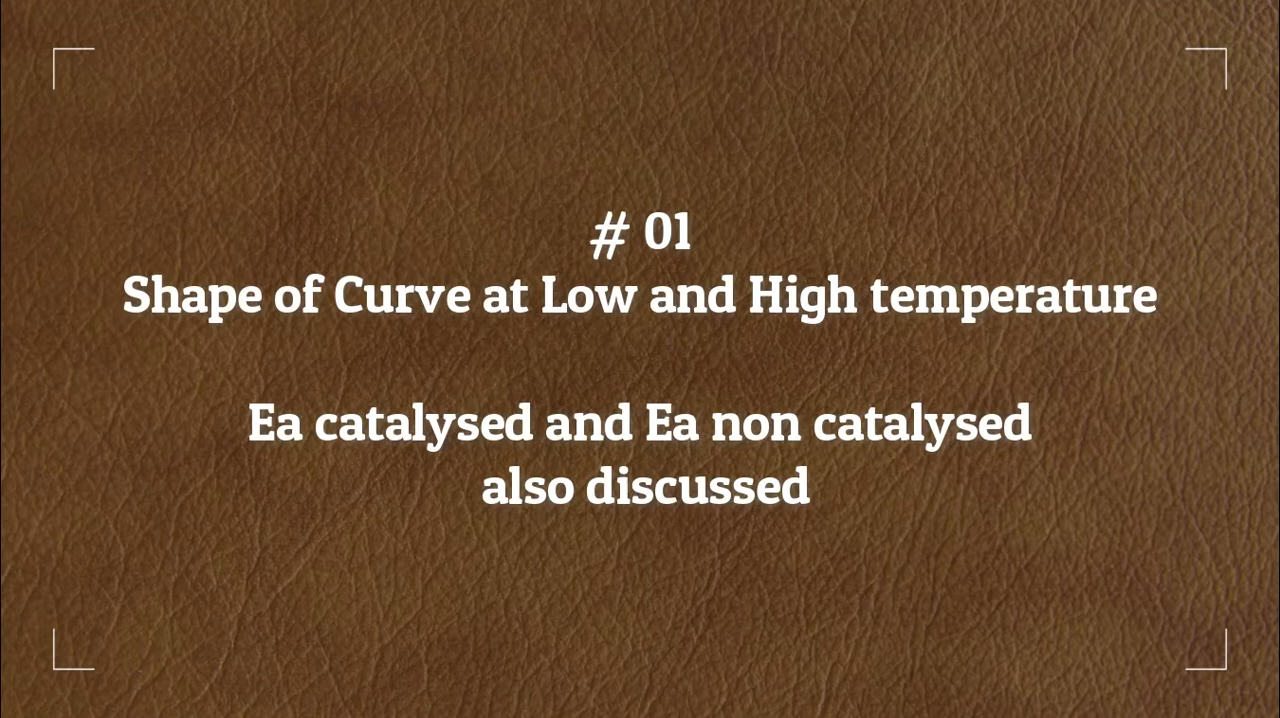 # 01
Shape of Curve at Low and High temperature
Ea catalysed and Ea non catalysed
also discussed